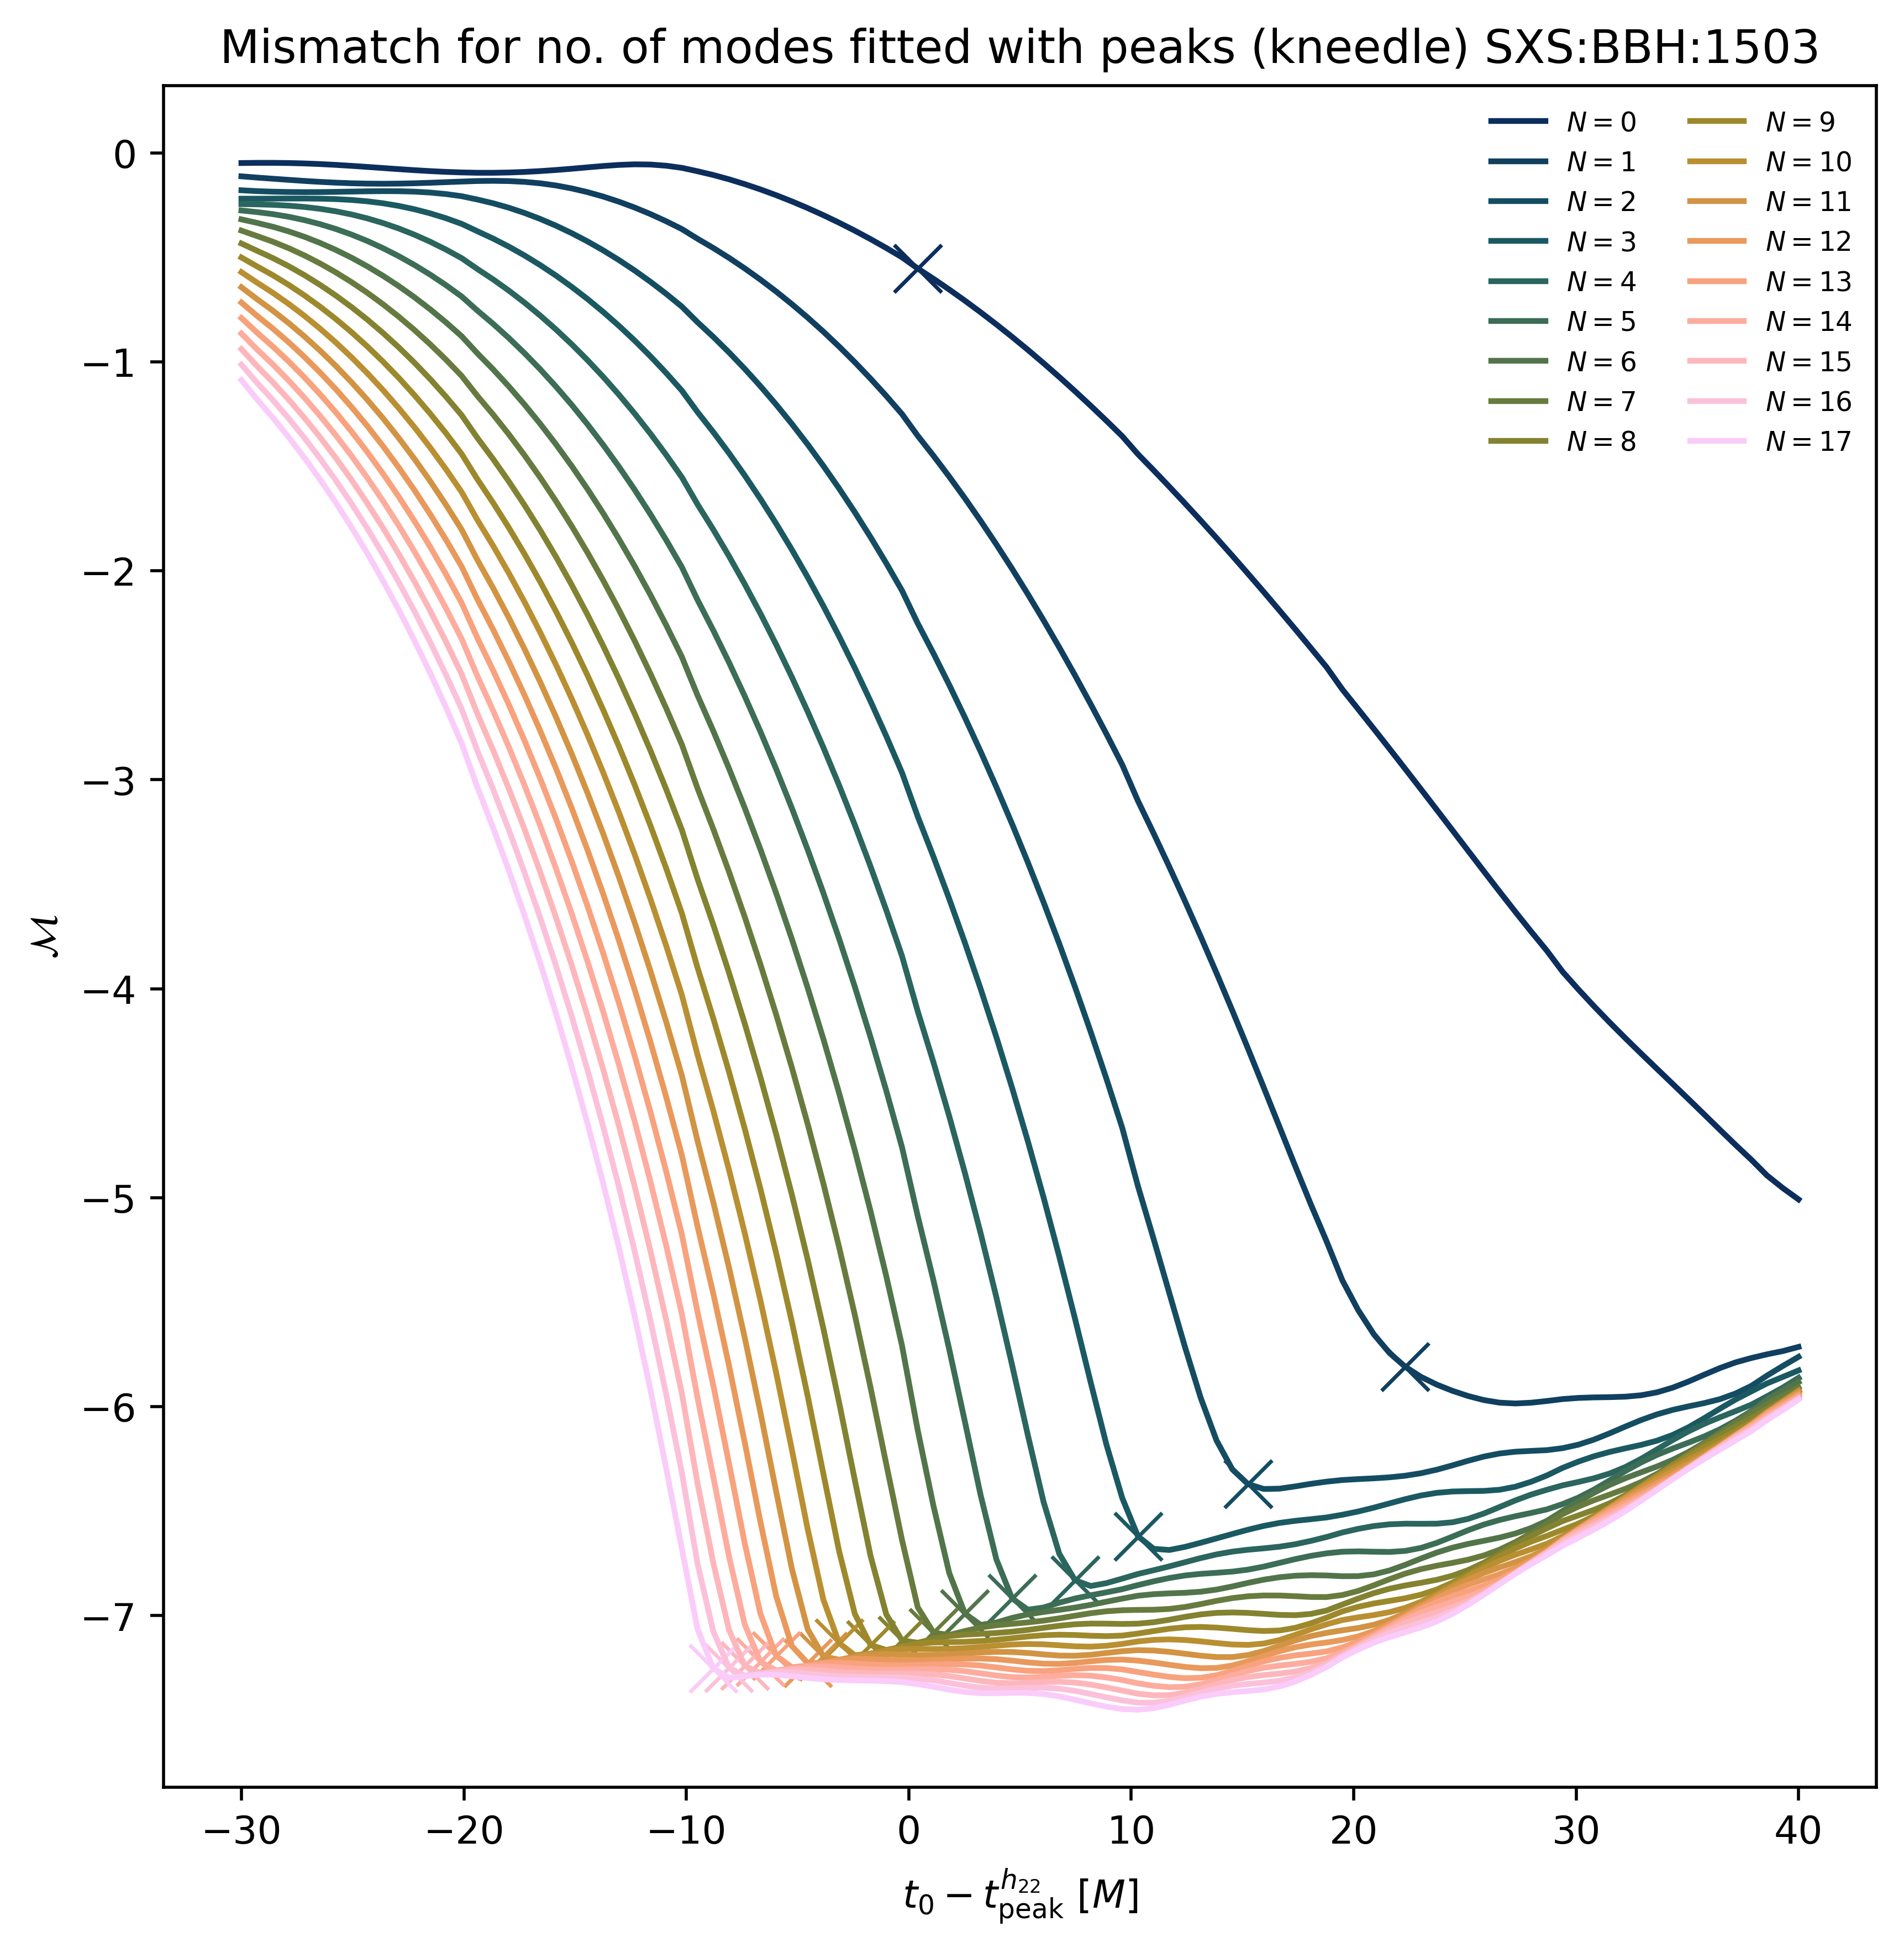 Mismatch for no. of modes fitted with peaks (kneedle) SXS:BBH:1503
N = 0
N = 1
N = 2
N = 3
N = 4
N = 5
N = 6
N = 7
N = 8
N = 9
N = 10
N = 11
N = 12
N = 13
N = 14
N = 15
N = 16
N = 17
0
−1
−2
−3
−4
−5
−6
−7
ℳ
−30 −20 −10 0 10 20 30 40
t₀ − t_peak^h₂₂ [M]